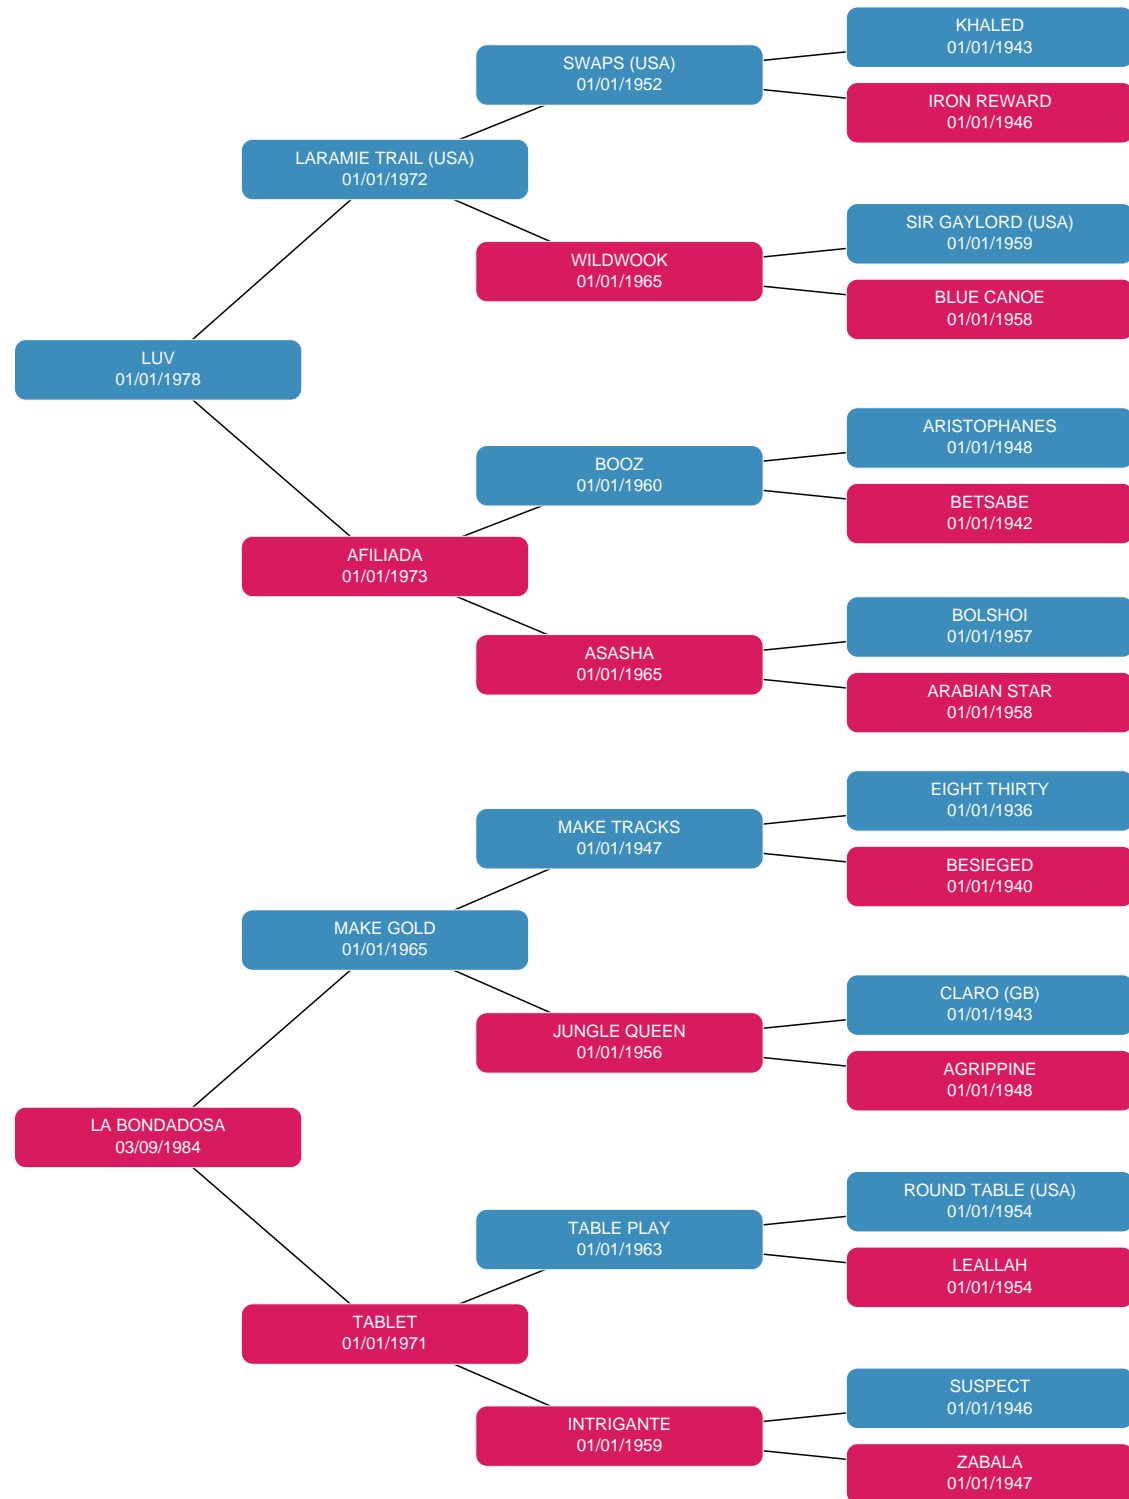 KHALED
01/01/1943
SWAPS (USA)
01/01/1952
IRON REWARD
01/01/1946
LARAMIE TRAIL (USA)
01/01/1972
SIR GAYLORD (USA)
01/01/1959
WILDWOOK
01/01/1965
BLUE CANOE
01/01/1958
LUV
01/01/1978
ARISTOPHANES
01/01/1948
BOOZ
01/01/1960
BETSABE
01/01/1942
AFILIADA
01/01/1973
BOLSHOI
01/01/1957
ASASHA
01/01/1965
ARABIAN STAR
01/01/1958
EIGHT THIRTY
01/01/1936
MAKE TRACKS
01/01/1947
BESIEGED
01/01/1940
MAKE GOLD
01/01/1965
CLARO (GB)
01/01/1943
JUNGLE QUEEN
01/01/1956
AGRIPPINE
01/01/1948
LA BONDADOSA
03/09/1984
ROUND TABLE (USA)
01/01/1954
TABLE PLAY
01/01/1963
LEALLAH
01/01/1954
TABLET
01/01/1971
SUSPECT
01/01/1946
INTRIGANTE
01/01/1959
ZABALA
01/01/1947